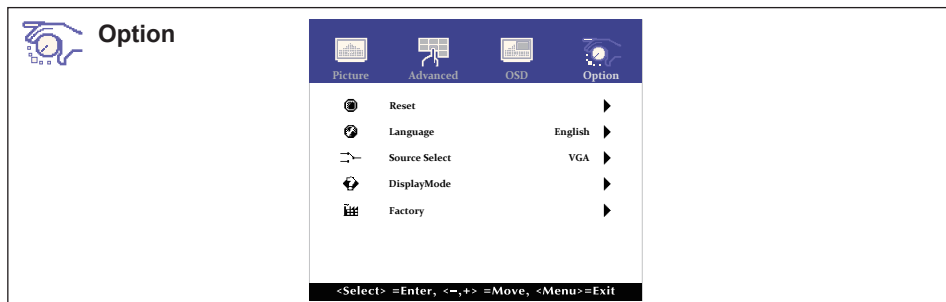 Option
Picture Advanced OSD Option
Reset
Language English
Source Select VGA
DisplayMode
Factory
<Select> =Enter, <−,+> =Move, <Menu>=Exit